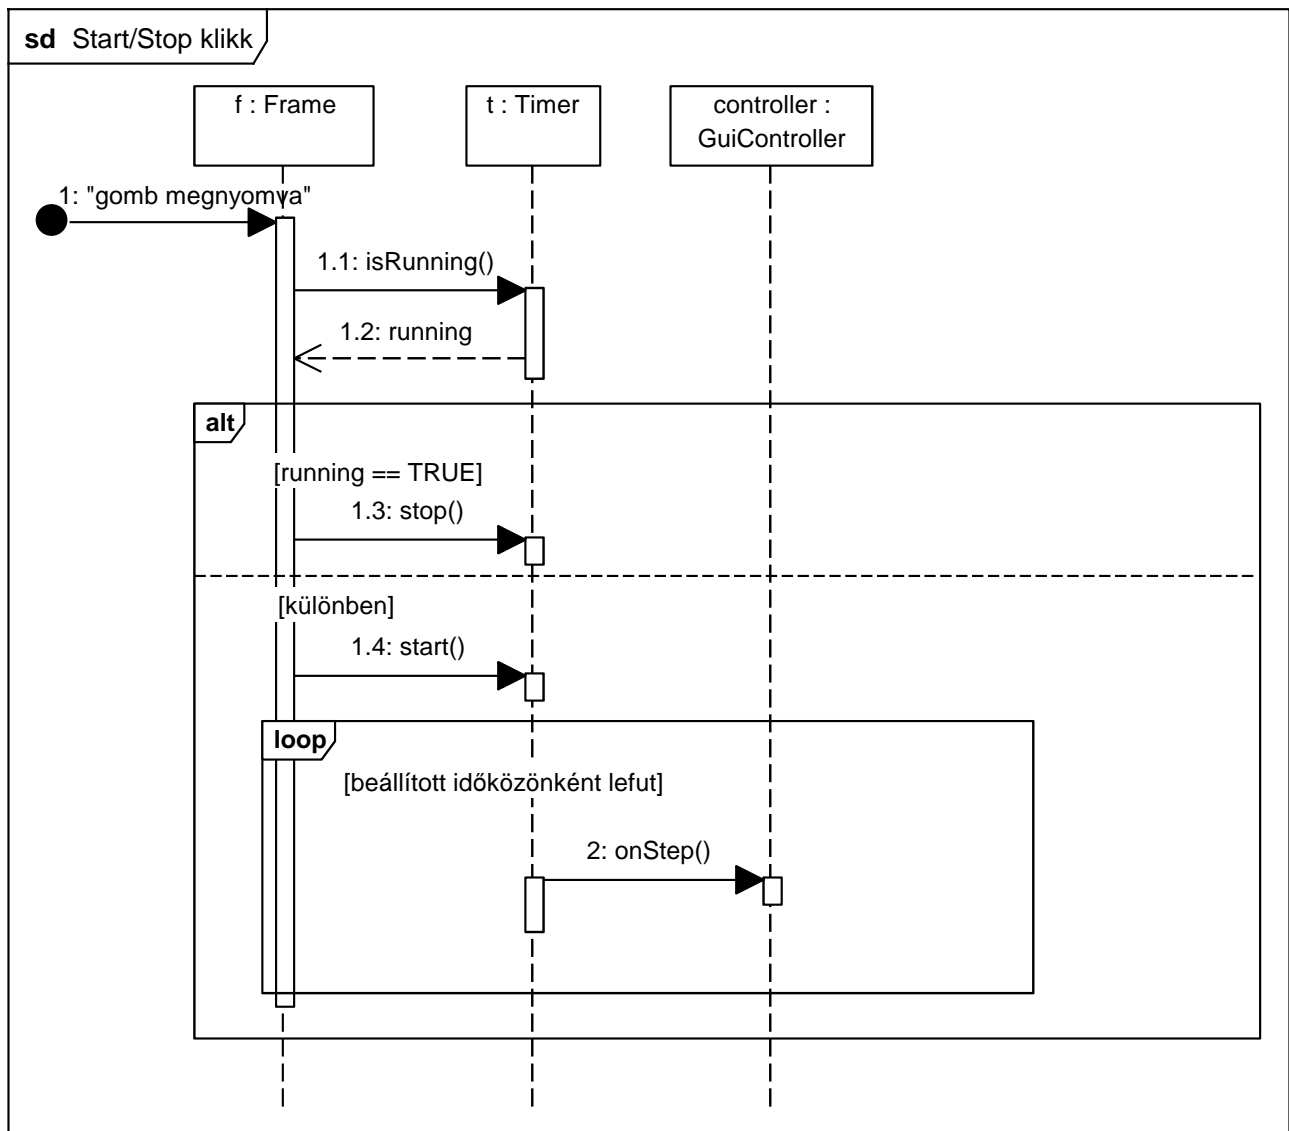 sd Start/Stop klikk
f : Frame
t : Timer
controller :
GuiController
1: "gomb megnyomva"
1.1: isRunning()
1.2: running
alt
[running == TRUE]
1.3: stop()
[különben]
1.4: start()
loop
[beállított időközönként lefut]
2: onStep()